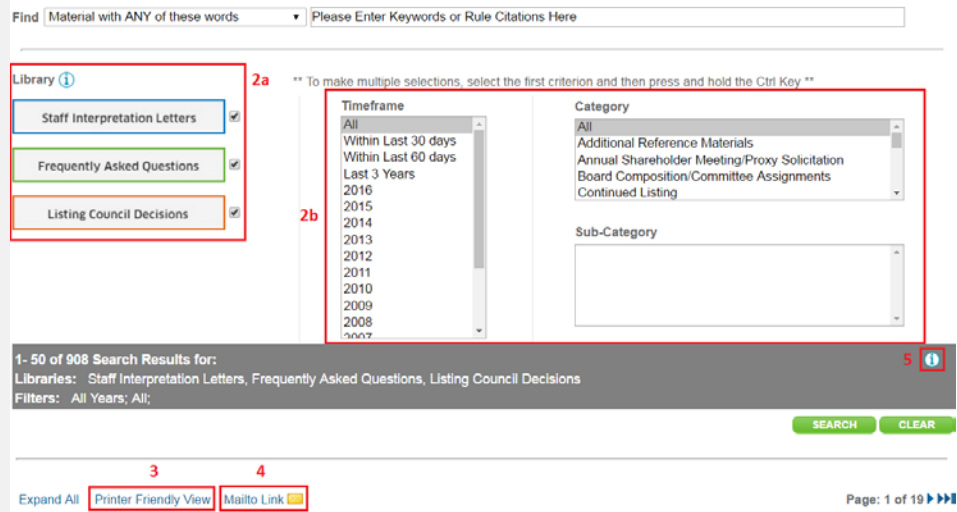 Find Material with ANY of these words Please Enter Keywords or Rule Citations Here
Library i 2a ** To make multiple selections, select the first criterion and then press and hold the Ctrl Key **
Staff Interpretation Letters
Frequently Asked Questions
Listing Council Decisions
2b
Timeframe
All
Within Last 30 days
Within Last 60 days
Last 3 Years
2016
2015
2014
2013
2012
2011
2010
2009
2008
2007
Category
All
Additional Reference Materials
Annual Shareholder Meeting/Proxy Solicitation
Board Composition/Committee Assignments
Continued Listing
Sub-Category
1- 50 of 908 Search Results for: 5 i
Libraries: Staff Interpretation Letters, Frequently Asked Questions, Listing Council Decisions
Filters: All Years; All;
SEARCH CLEAR
3 4
Expand All Printer Friendly View Mailto Link Page: 1 of 19